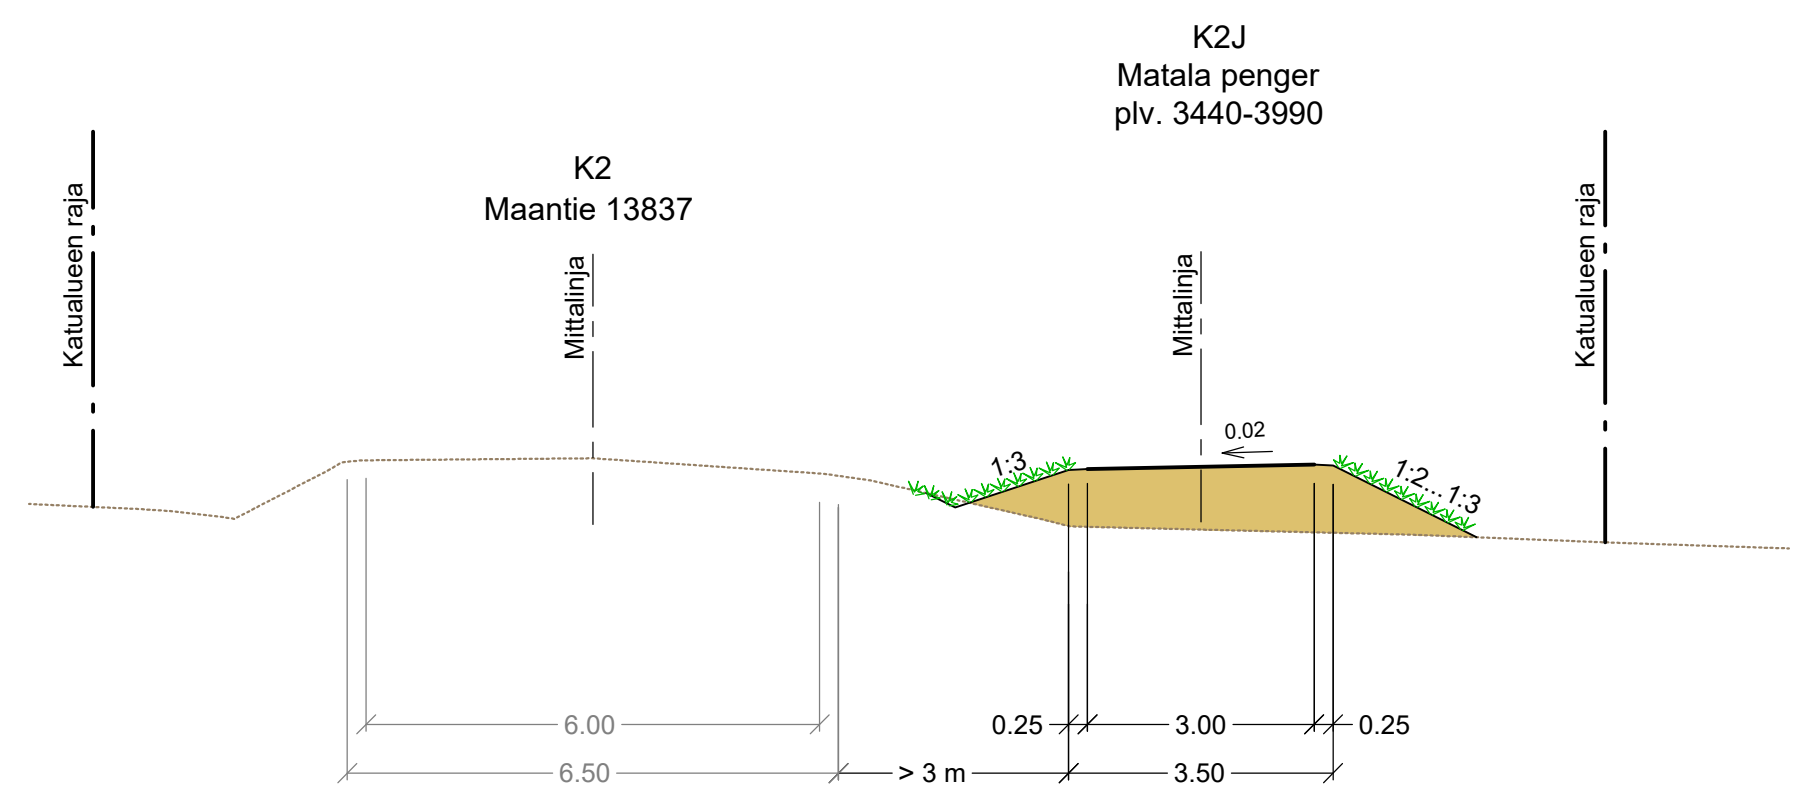 K2J
Matala penger
plv. 3440-3990
K2
Maantie 13837
Katualueen raja
Mittalinja
Mittalinja
Katualueen raja
0.02
1:3
1:2... 1:3
6.00
0.25
3.00
0.25
6.50
> 3 m
3.50